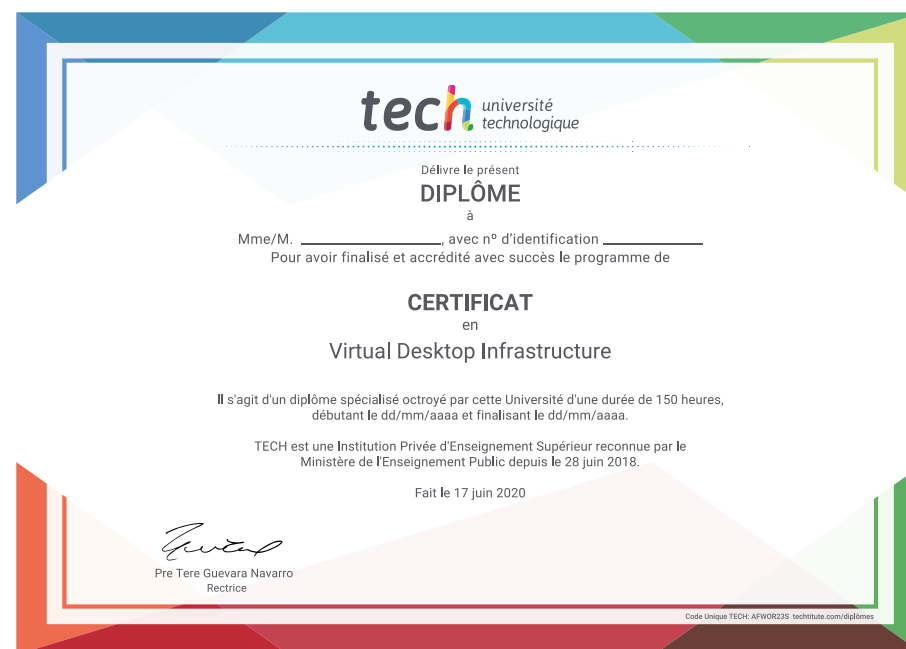 tech université
technologique
Délivre le présent
DIPLÔME
à
Mme/M. ____________________, avec nº d'identification ______________
Pour avoir finalisé et accrédité avec succès le programme de
CERTIFICAT
en
Virtual Desktop Infrastructure
Il s'agit d'un diplôme spécialisé octroyé par cette Université d'une durée de 150 heures,
débutant le dd/mm/aaaa et finalisant le dd/mm/aaaa.
TECH est une Institution Privée d'Enseignement Supérieur reconnue par le
Ministère de l'Enseignement Public depuis le 28 juin 2018.
Fait le 17 juin 2020
Pre Tere Guevara Navarro
Rectrice
Code Unique TECH: AFWOR23S techtitute.com/diplômes